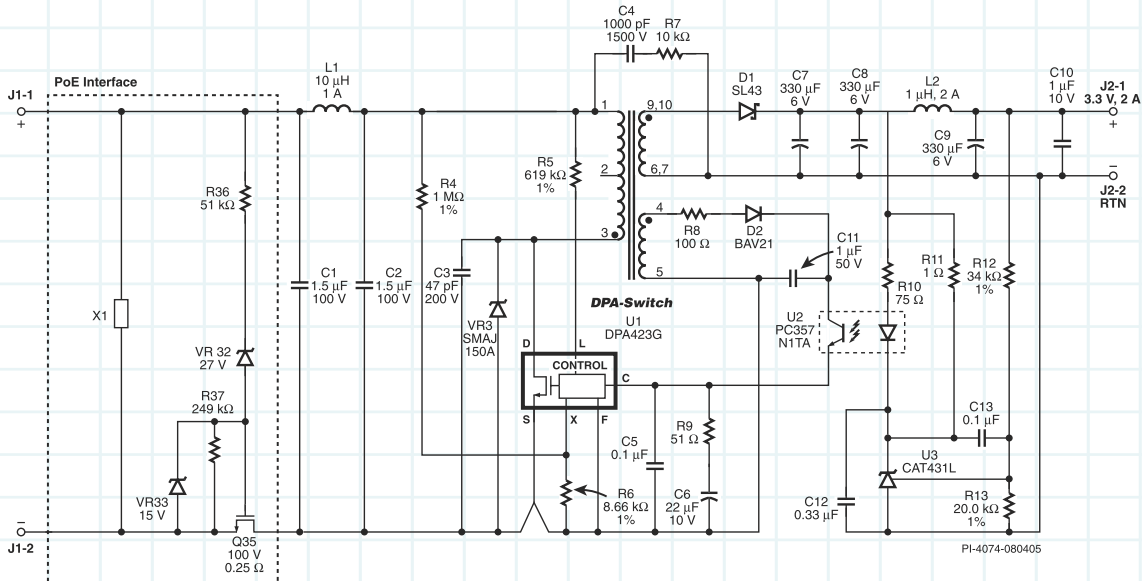 C4
1000 pF
1500 V
R7
10 kΩ
PoE Interface
J1-1
+
L1
10 μH
1 A
D1
SL43
C7
330 μF
6 V
C8
330 μF
6 V
L2
1 μH, 2 A
C9
330 μF
6 V
C10
1 μF
10 V
J2-1
3.3 V, 2 A
+
−
J2-2
RTN
1
2
3
9,10
6,7
4
5
R36
51 kΩ
R4
1 MΩ
1%
R5
619 kΩ
1%
R8
100 Ω
D2
BAV21
C11
1 μF
50 V
X1
C1
1.5 μF
100 V
C2
1.5 μF
100 V
C3
47 pF
200 V
VR3
SMAJ
150A
DPA-Switch
U1
DPA423G
U2
PC357
N1TA
R10
75 Ω
R11
1 Ω
R12
34 kΩ
1%
VR 32
27 V
D
L
CONTROL
C
S
X
F
R37
249 kΩ
VR33
15 V
C5
0.1 μF
R9
51 Ω
C13
0.1 μF
U3
CAT431L
R6
8.66 kΩ
1%
C6
22 μF
10 V
C12
0.33 μF
R13
20.0 kΩ
1%
−
J1-2
Q35
100 V
0.25 Ω
PI-4074-080405